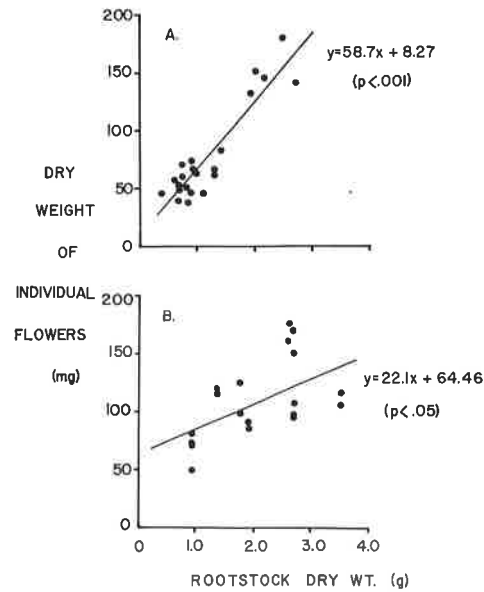 200
A.
y=58.7x + 8.27
(p<.001)
150
100
50
0
DRY
WEIGHT
OF
INDIVIDUAL
FLOWERS
(mg)
200
B.
150
y=22.1x + 64.46
(p<.05)
100
50
0
0 1.0 2.0 3.0 4.0
ROOTSTOCK DRY WT. (g)